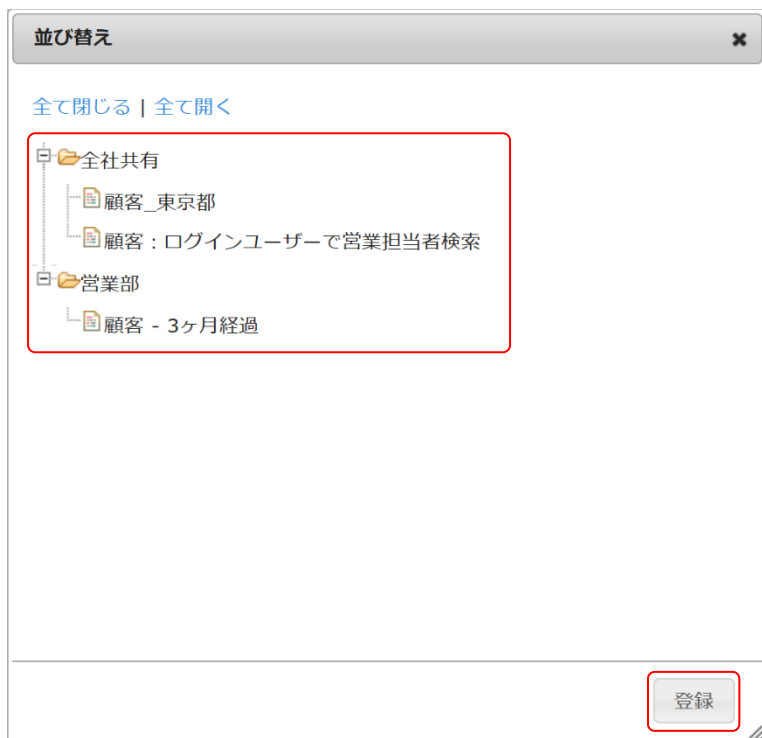 並び替え
全て閉じる | 全て開く
全社共有
顧客_東京都
顧客：ログインユーザーで営業担当者検索
営業部
顧客 - 3ヶ月経過
登録